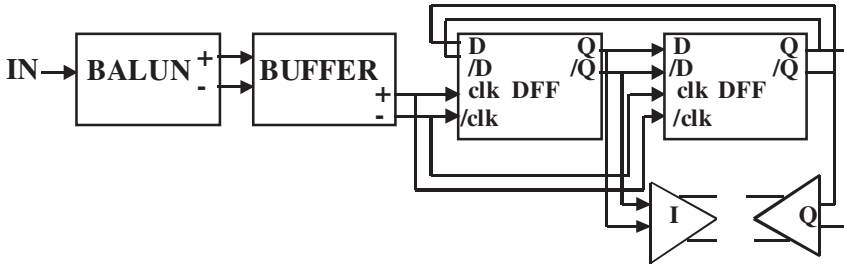 IN
BALUN
+
-
BUFFER
+
-
D
/D
clk DFF
/clk
Q
/Q
D
/D
clk DFF
/clk
Q
/Q
I
Q